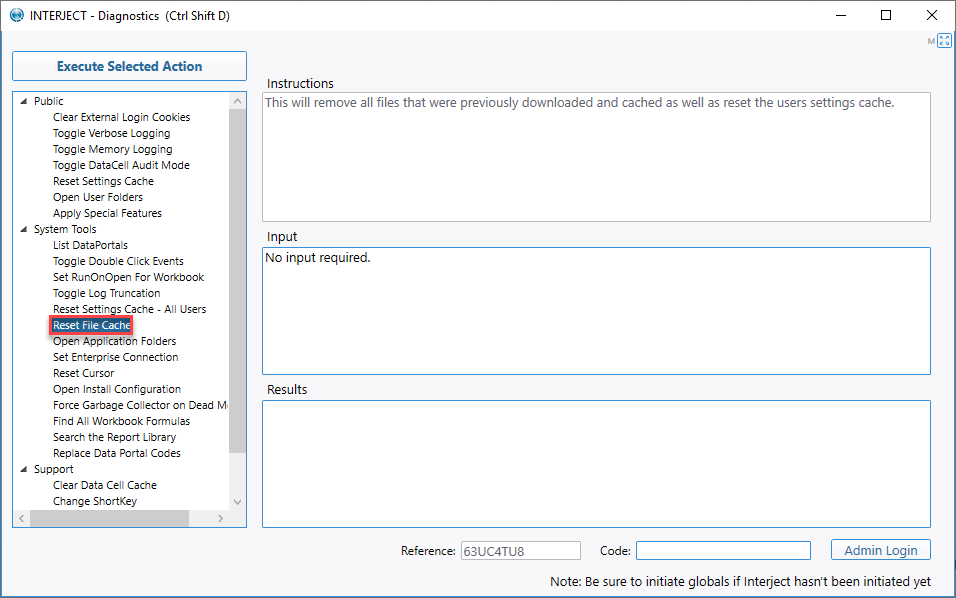 INTERJECT - Diagnostics (Ctrl Shift D)
M
Execute Selected Action
Public
Clear External Login Cookies
Toggle Verbose Logging
Toggle Memory Logging
Toggle DataCell Audit Mode
Reset Settings Cache
Open User Folders
Apply Special Features
System Tools
List DataPortals
Toggle Double Click Events
Set RunOnOpen For Workbook
Toggle Log Truncation
Reset Settings Cache - All Users
Reset File Cache
Open Application Folders
Set Enterprise Connection
Reset Cursor
Open Install Configuration
Force Garbage Collector on Dead M
Find All Workbook Formulas
Search the Report Library
Replace Data Portal Codes
Support
Clear Data Cell Cache
Change ShortKey
Instructions
This will remove all files that were previously downloaded and cached as well as reset the users settings cache.
Input
No input required.
Results
Reference: 63UC4TU8 Code: Admin Login
Note: Be sure to initiate globals if Interject hasn't been initiated yet